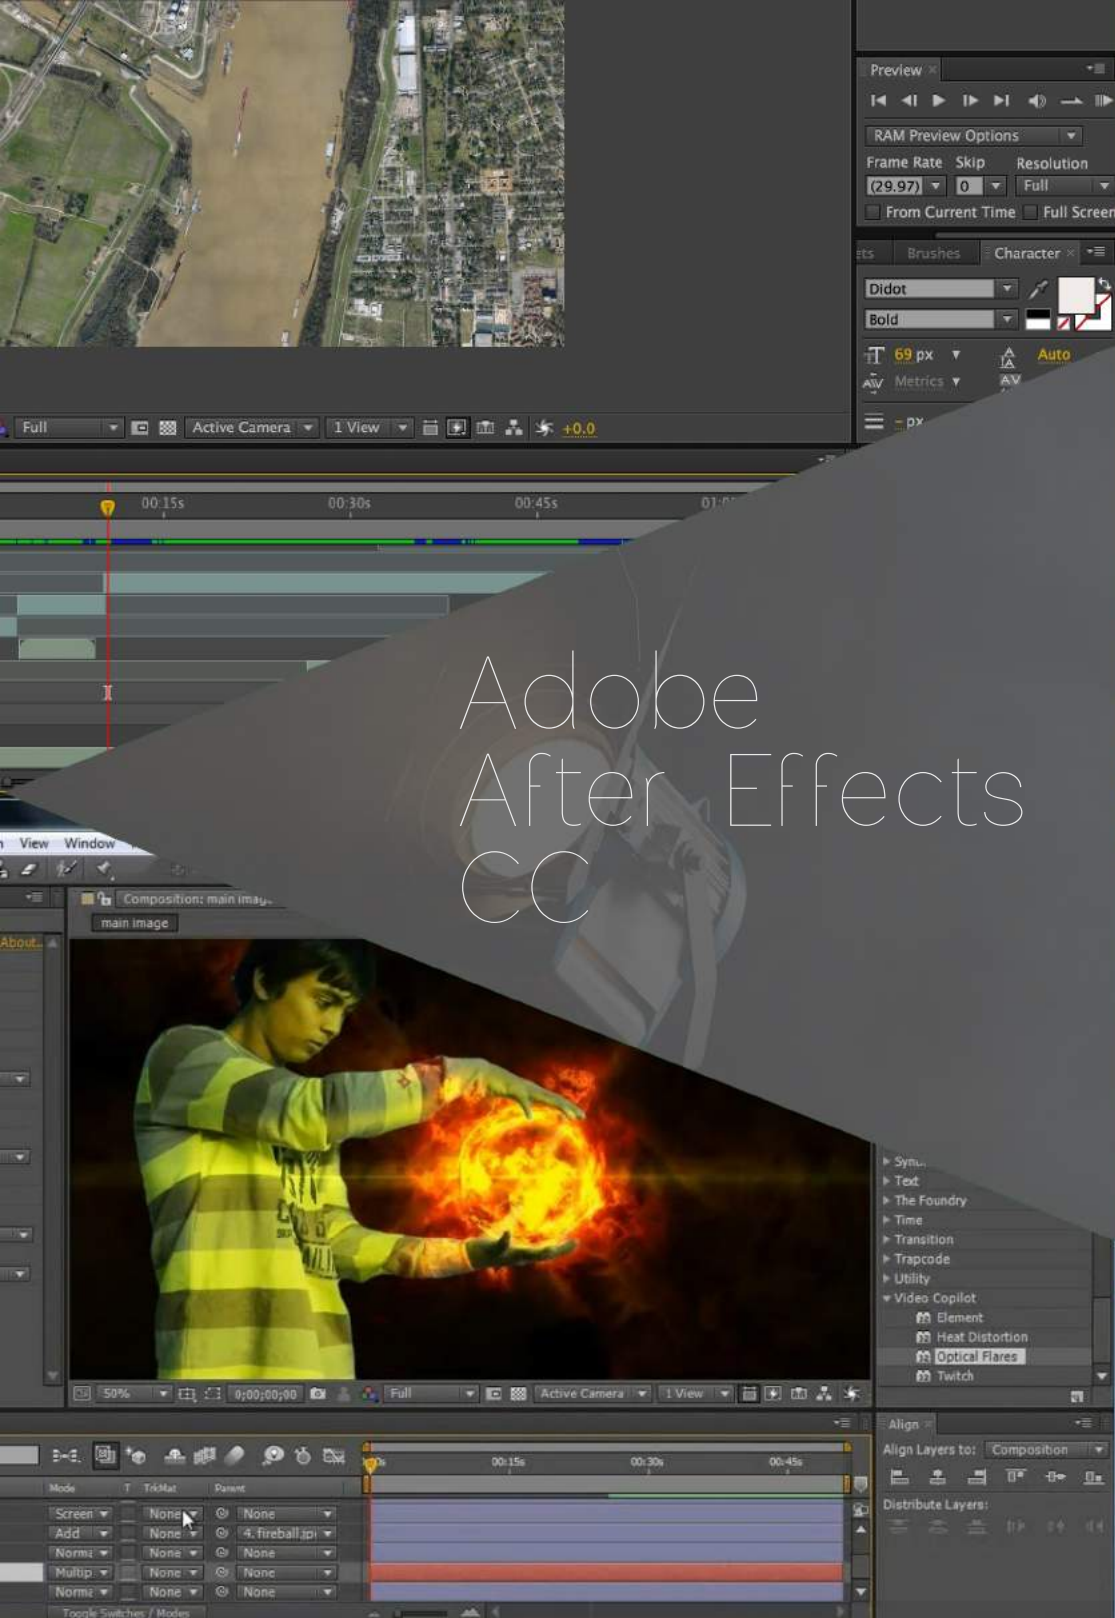 Preview
RAM Preview Options
Frame Rate Skip Resolution
(29.97) 0 Full
From Current Time Full Screen
Brushes Character
Didot
Bold
69 px Auto
Metrics
- px
Full Active Camera 1 View +0.0
00:15s 00:30s 00:45s
Adobe
After Effects
CC
View Window
Composition: main
main image
About..
Text
The Foundry
Time
Transition
Trapcode
Utility
Video Copilot
Element
Heat Distortion
Optical Flares
Twitch
50% 0;00;00;00 Full Active Camera 1 View
Align
Align Layers to: Composition
Distribute Layers:
00:15s 00:30s 00:45s
Mode T TrkMat Parent
Screen None None
Add None 4. fireball.jp
Norma None None
Multip None None
Norma None None
Toggle Switches / Modes